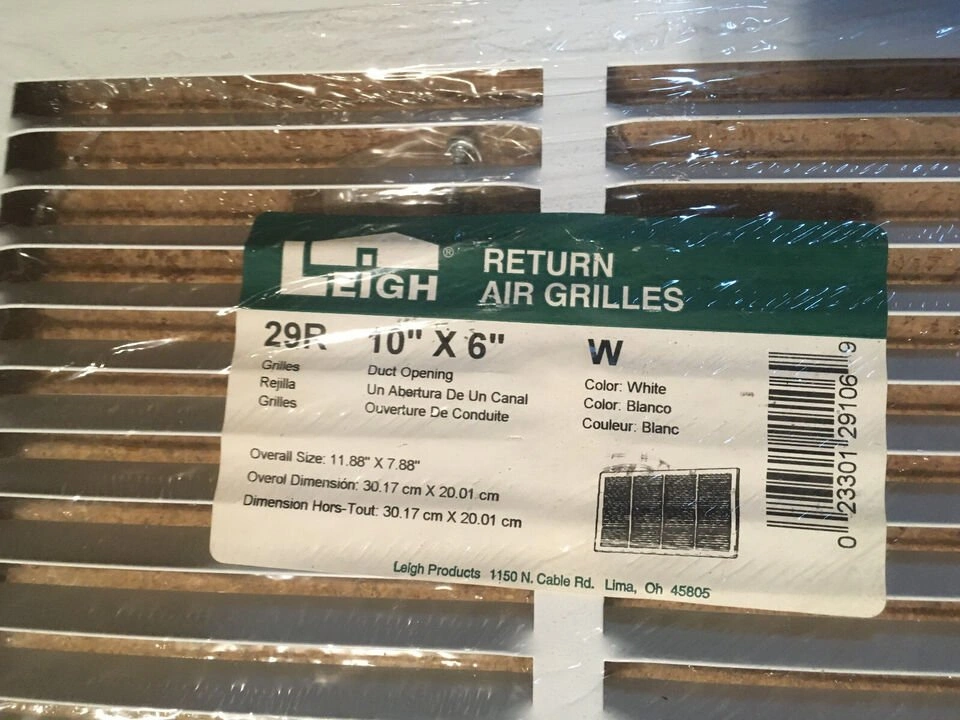 LEIGH® RETURN
AIR GRILLES
29R 10" X 6" W
Grilles
Rejilla
Grilles
Duct Opening
Un Abertura De Un Canal
Ouverture De Conduite
Color: White
Color: Blanco
Couleur: Blanc
Overall Size: 11.88" X 7.88"
Overol Dimensión: 30.17 cm X 20.01 cm
Dimension Hors-Tout: 30.17 cm X 20.01 cm
0 23301 29106 9
Leigh Products 1150 N. Cable Rd. Lima, Oh 45805